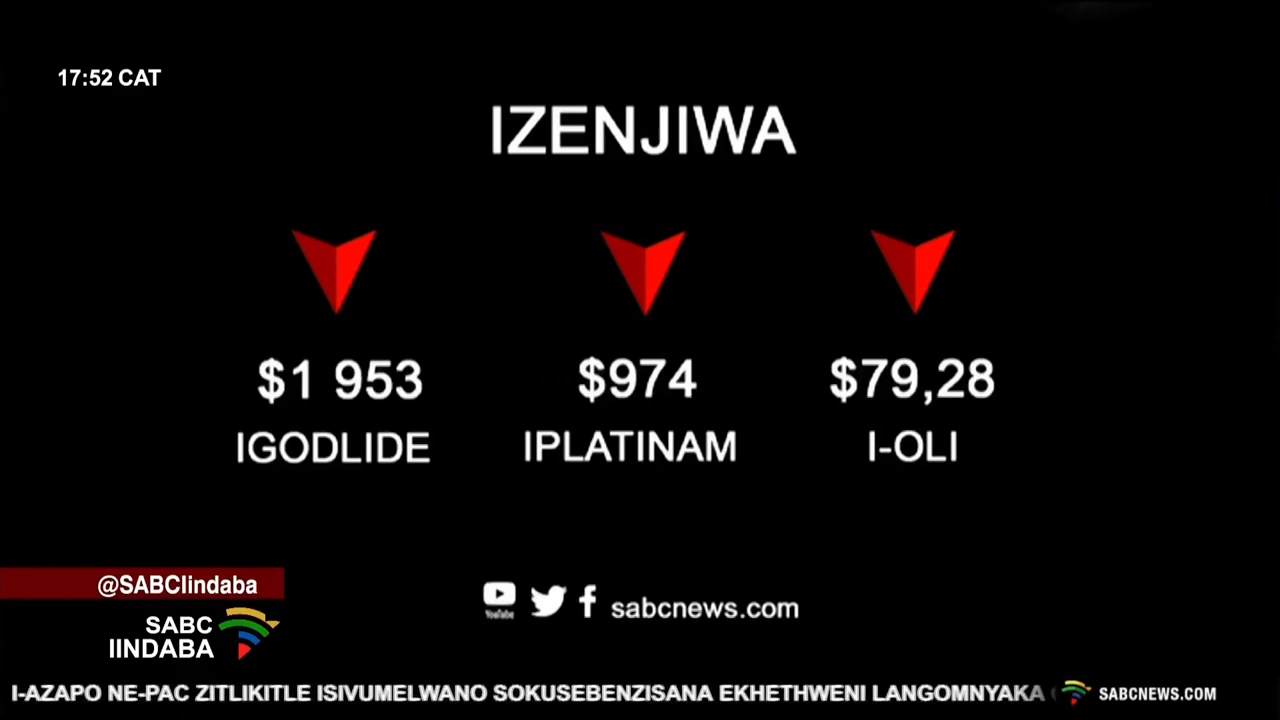 17:52 CAT
IZENJIWA
$1 953 $974 $79,28
IGODLIDE IPLATINAM I-OLI
@SABCIindaba
YouTube sabcnews.com
SABC
IINDABA
I-AZAPO NE-PAC ZITLIKITLE ISIVUMELWANO SOKUSEBENZISANA EKHETHWENI LANGOMNYAKA SABCNEWS.COM